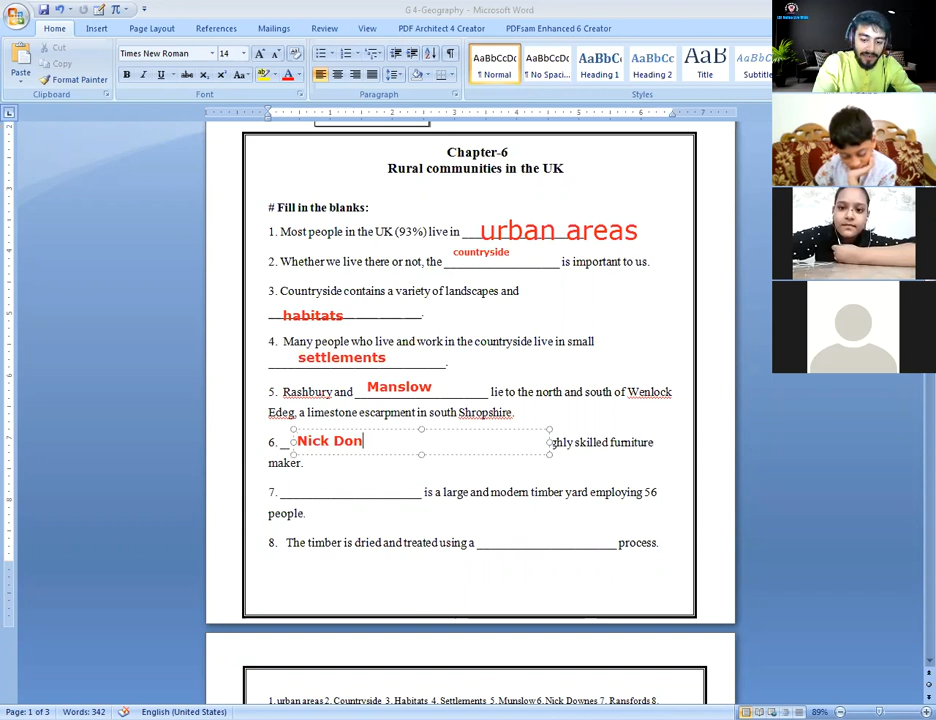 G 4-Geography - Microsoft Word
Home Insert Page Layout References Mailings Review View PDF Architect 4 Creator PDFsam Enhanced 6 Creator
Paste
Cut
Copy
Format Painter
Clipboard
Times New Roman 14
Font
Paragraph
AaBbCcDc AaBbCcDc AaBbC AaBbCc AaB AaBbCc
¶ Normal ¶ No Spaci... Heading 1 Heading 2 Title Subtitle
Styles
Chapter-6
Rural communities in the UK
# Fill in the blanks:
1. Most people in the UK (93%) live in urban areas
countryside
2. Whether we live there or not, the ____________________ is important to us.
3. Countryside contains a variety of landscapes and
habitats.
4. Many people who live and work in the countryside live in small
settlements.
5. Rashbury and Manslow lie to the north and south of Wenlock
Edeg, a limestone escarpment in south Shropshire.
6. __ Nick Don ghly skilled furniture
maker.
7. ________________________ is a large and modern timber yard employing 56
people.
8. The timber is dried and treated using a ________________________ process.
1. urban areas 2. Countryside 3. Habitats 4. Settlements 5. Munslow 6. Nick Downes 7. Ransfords 8.
Page: 1 of 3 Words: 342 English (United States) 89%